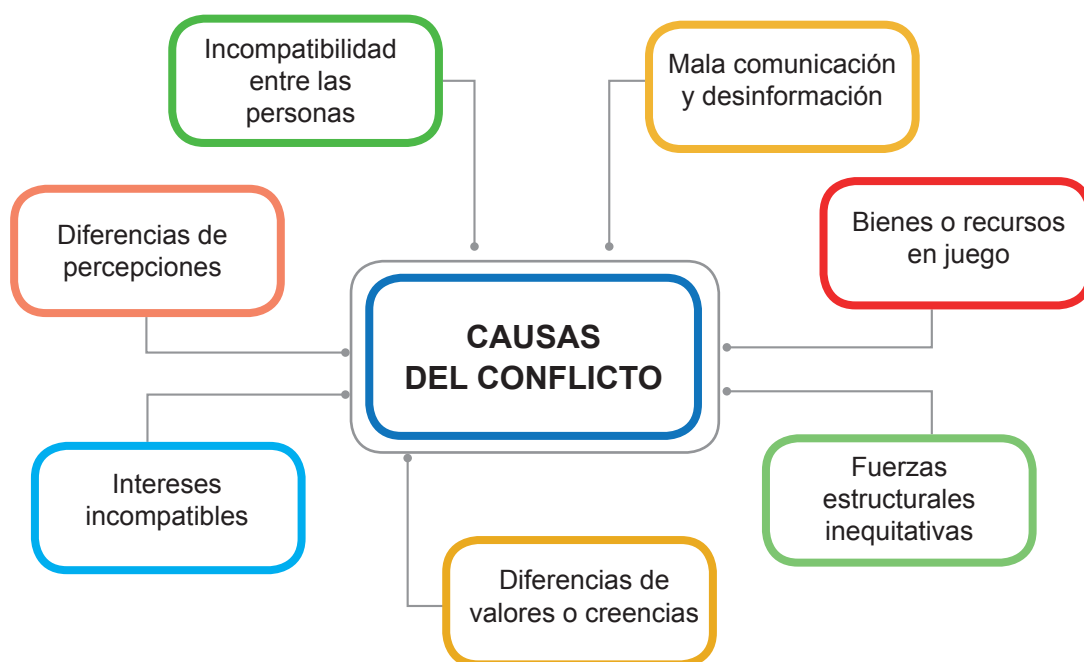 Incompatibilidad
entre las
personas
Mala comunicación
y desinformación
Diferencias de
percepciones
Bienes o recursos
en juego
CAUSAS
DEL CONFLICTO
Intereses
incompatibles
Fuerzas
estructurales
inequitativas
Diferencias de
valores o creencias